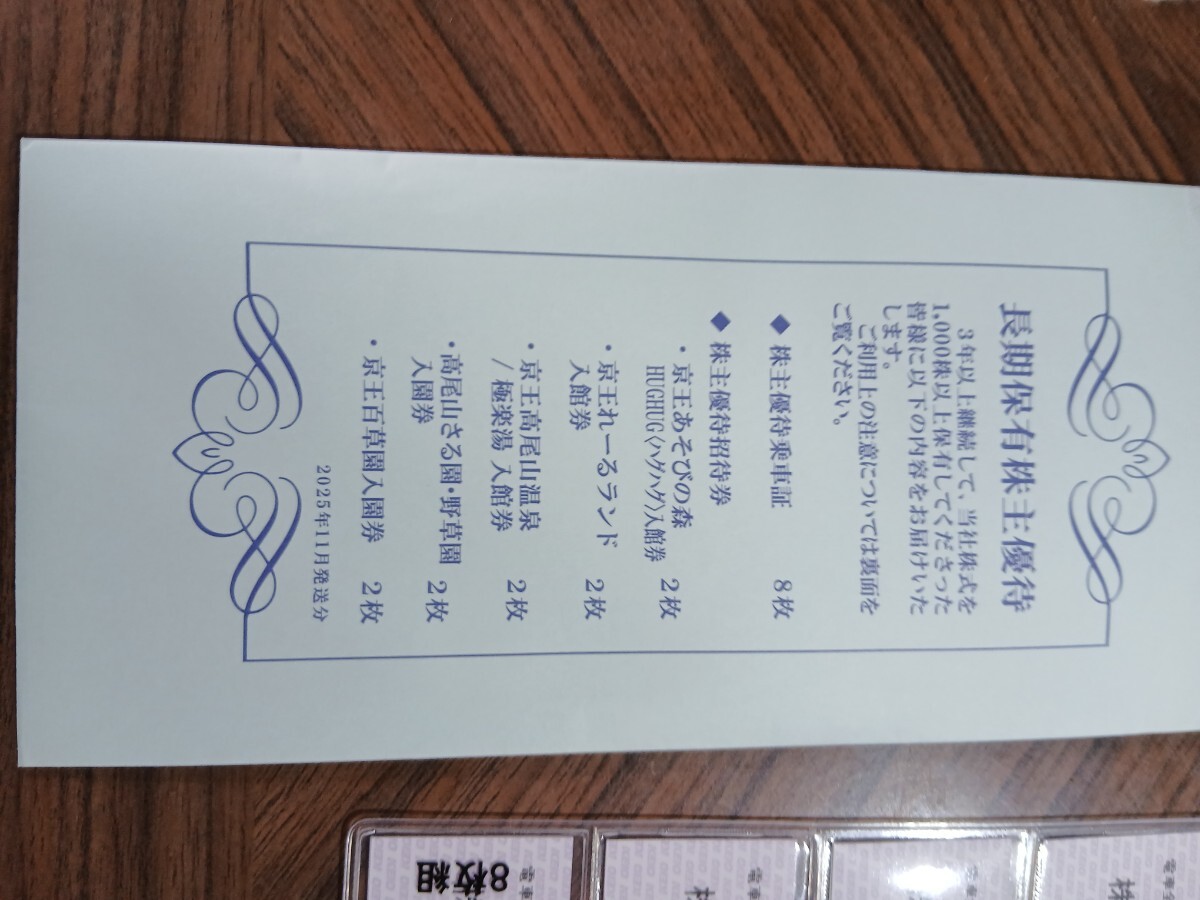 長期保有株主優待
3年以上継続して、当社株式を
1,000株以上保有してくださった
皆様に以下の内容をお届けいた
します。
ご利用上の注意については裏面を
ご覧ください。
◆ 株主優待乗車証 8枚
◆ 株主優待招待券
・京王あそびの森
HUGHUG〈ハグハグ〉入館券 2枚
・京王れーるランド
入館券 2枚
・京王高尾山温泉
/ 極楽湯 入館券 2枚
・高尾山さる園・野草園
入園券 2枚
・京王百草園入園券 2枚
2025年11月発送分
電車
8枚組
電車
株
電車全
株